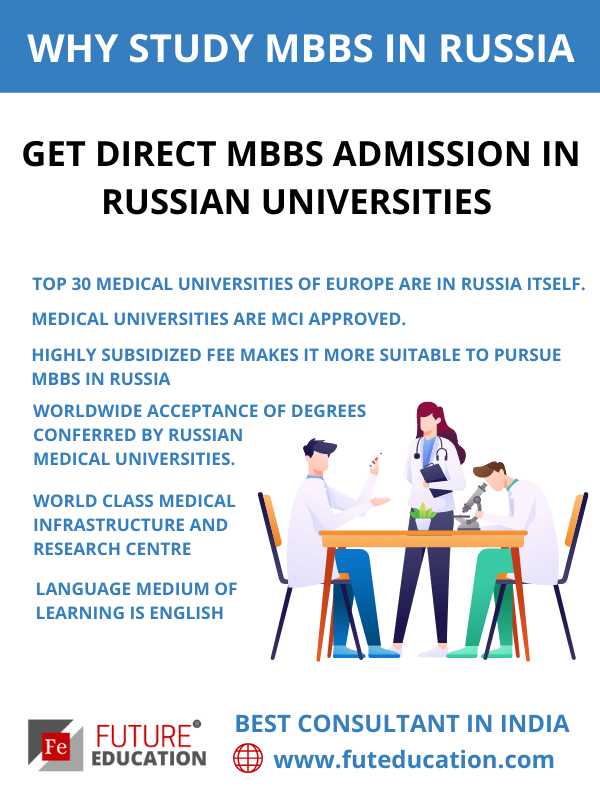 WHY STUDY MBBS IN RUSSIA
GET DIRECT MBBS ADMISSION IN
RUSSIAN UNIVERSITIES
TOP 30 MEDICAL UNIVERSITIES OF EUROPE ARE IN RUSSIA ITSELF.
MEDICAL UNIVERSITIES ARE MCI APPROVED.
HIGHLY SUBSIDIZED FEE MAKES IT MORE SUITABLE TO PURSUE
MBBS IN RUSSIA
WORLDWIDE ACCEPTANCE OF DEGREES
CONFERRED BY RUSSIAN
MEDICAL UNIVERSITIES.
WORLD CLASS MEDICAL
INFRASTRUCTURE AND
RESEARCH CENTRE
LANGUAGE MEDIUM OF
LEARNING IS ENGLISH
Fe
FUTURE®
EDUCATION
BEST CONSULTANT IN INDIA
www.futeducation.com